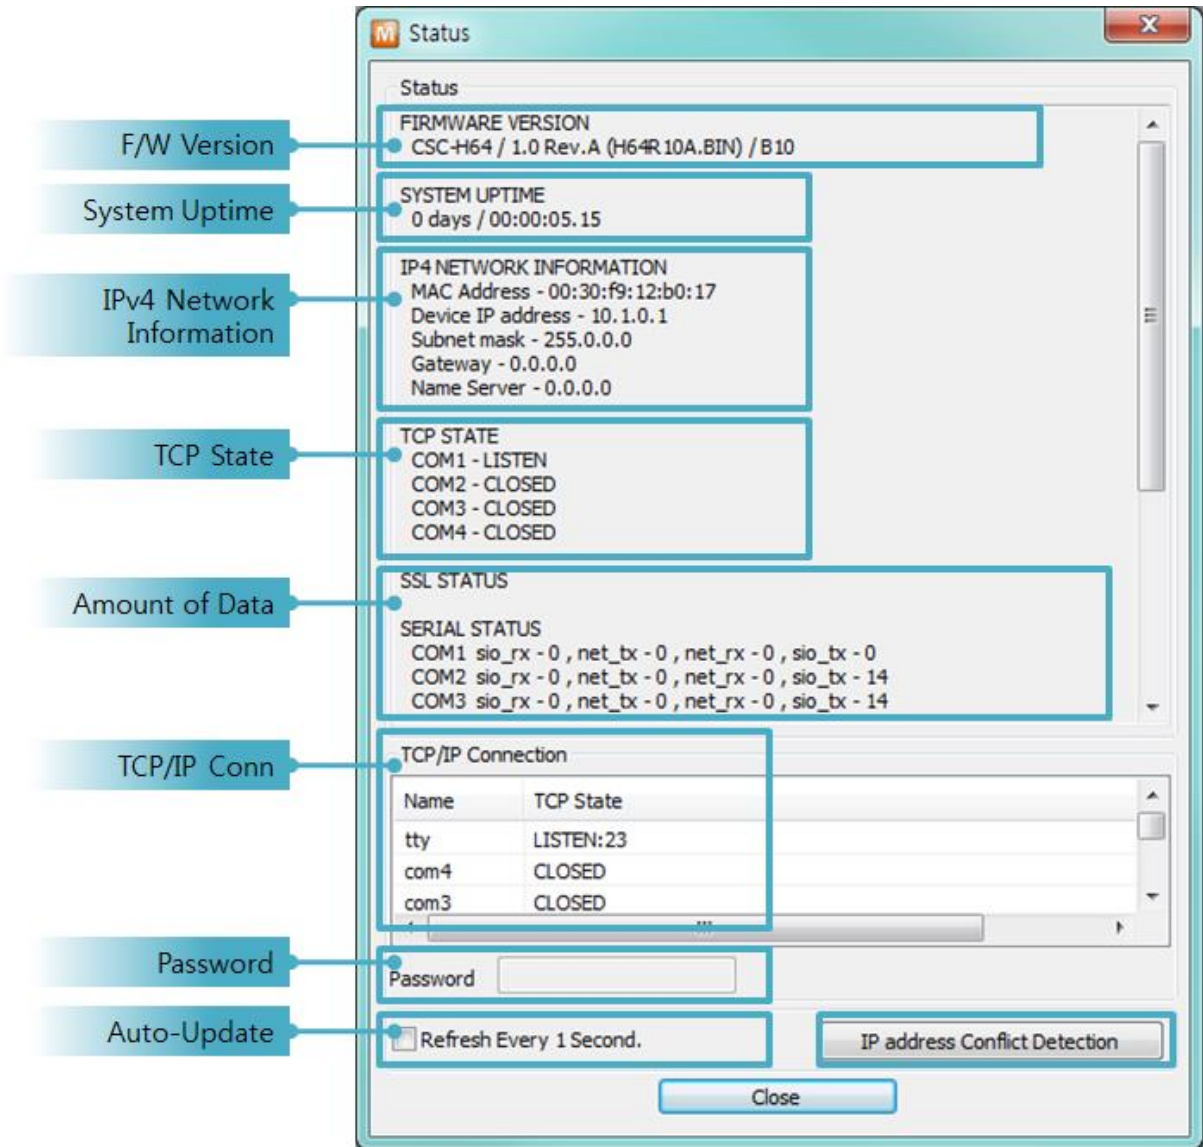 M Status
Status
F/W Version
FIRMWARE VERSION
CSC-H64 / 1.0 Rev.A (H64R10A.BIN) / B10
System Uptime
SYSTEM UPTIME
0 days / 00:00:05.15
IPv4 Network
Information
IP4 NETWORK INFORMATION
MAC Address - 00:30:f9:12:b0:17
Device IP address - 10.1.0.1
Subnet mask - 255.0.0.0
Gateway - 0.0.0.0
Name Server - 0.0.0.0
TCP State
TCP STATE
COM1 - LISTEN
COM2 - CLOSED
COM3 - CLOSED
COM4 - CLOSED
Amount of Data
SSL STATUS
SERIAL STATUS
COM1 sio_rx - 0 , net_tx - 0 , net_rx - 0 , sio_tx - 0
COM2 sio_rx - 0 , net_tx - 0 , net_rx - 0 , sio_tx - 14
COM3 sio_rx - 0 , net_tx - 0 , net_rx - 0 , sio_tx - 14
TCP/IP Conn
TCP/IP Connection
Name TCP State
tty LISTEN:23
com4 CLOSED
com3 CLOSED
Password
Password
Auto-Update
Refresh Every 1 Second.
IP address Conflict Detection
Close